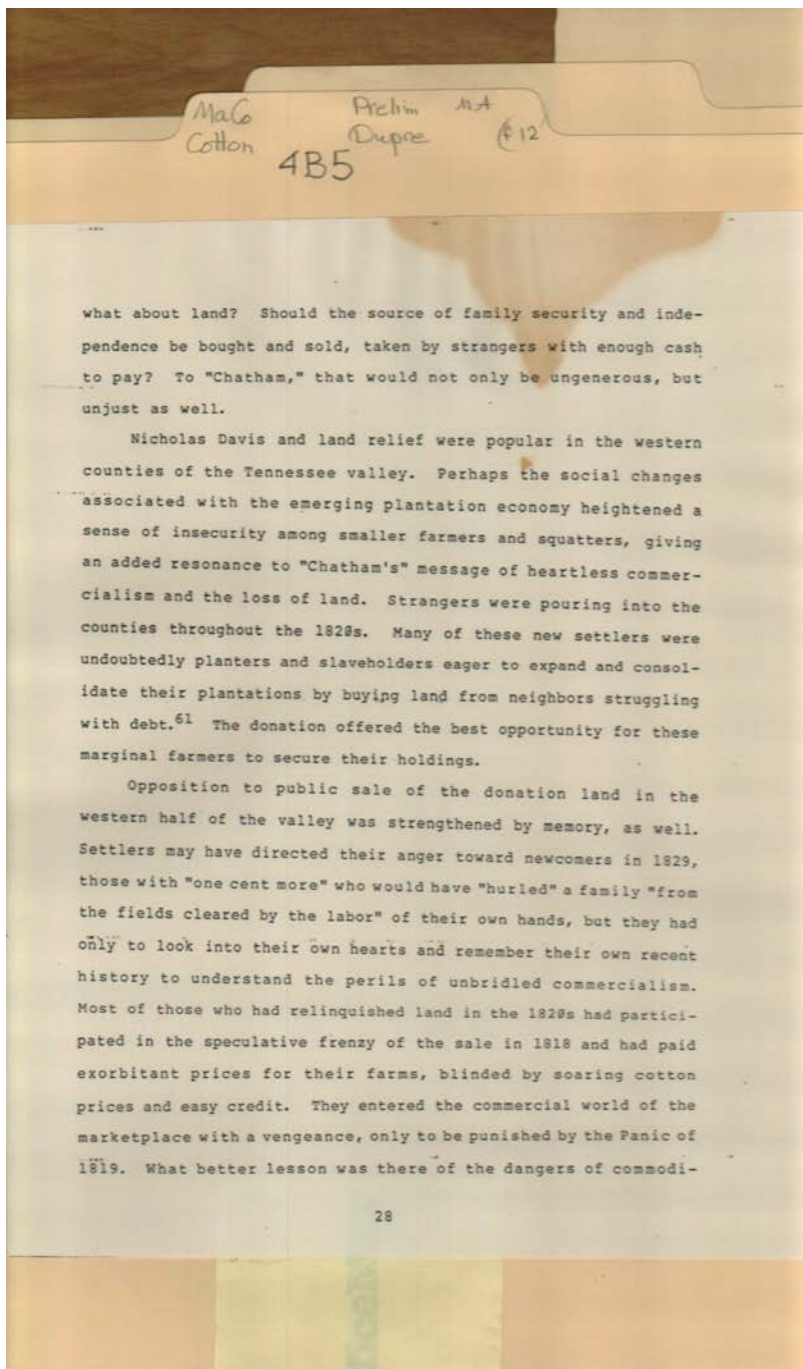 MaCo Prelim
Cotton Dupre
4B5
what about land? Should the source of family security and inde-
pendence be bought and sold, taken by strangers with enough cash
to pay? To "Chatham," that would not only be ungenerous, but
unjust as well.
Nicholas Davis and land relief were popular in the western
counties of the Tennessee valley. Perhaps the social changes
associated with the emerging plantation economy heightened a
sense of insecurity among smaller farmers and squatters, giving
an added resonance to "Chatham's" message of heartless commer-
cialism and the loss of land. Strangers were pouring into the
counties throughout the 1820s. Many of these new settlers were
undoubtedly planters and slaveholders eager to expand and consol-
idate their plantations by buying land from neighbors struggling
with debt.61 The donation offered the best opportunity for these
marginal farmers to secure their holdings.
Opposition to public sale of the donation land in the
western half of the valley was strengthened by memory, as well.
Settlers may have directed their anger toward newcomers in 1829,
those with "one cent more" who would have "hurled" a family "from
the fields cleared by the labor" of their own hands, but they had
only to look into their own hearts and remember their own recent
history to understand the perils of unbridled commercialism.
Most of those who had relinquished land in the 1820s had partici-
pated in the speculative frenzy of the sale in 1818 and had paid
exorbitant prices for their farms, blinded by soaring cotton
prices and easy credit. They entered the commercial world of the
marketplace with a vengeance, only to be punished by the Panic of
1819. What better lesson was there of the dangers of commodi-
28